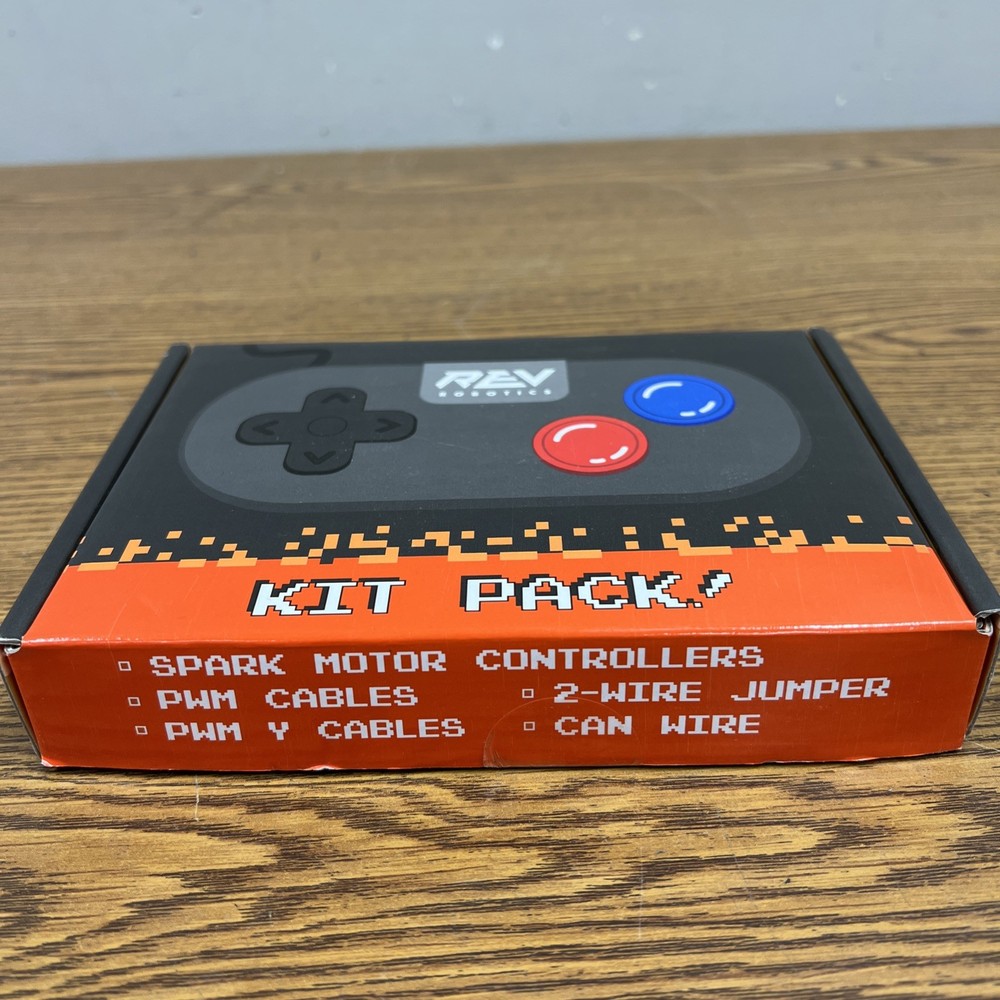 REV
ROBOTICS
KIT PACK!
SPARK MOTOR CONTROLLERS
PWM CABLES
2-WIRE JUMPER
PWM Y CABLES
CAN WIRE